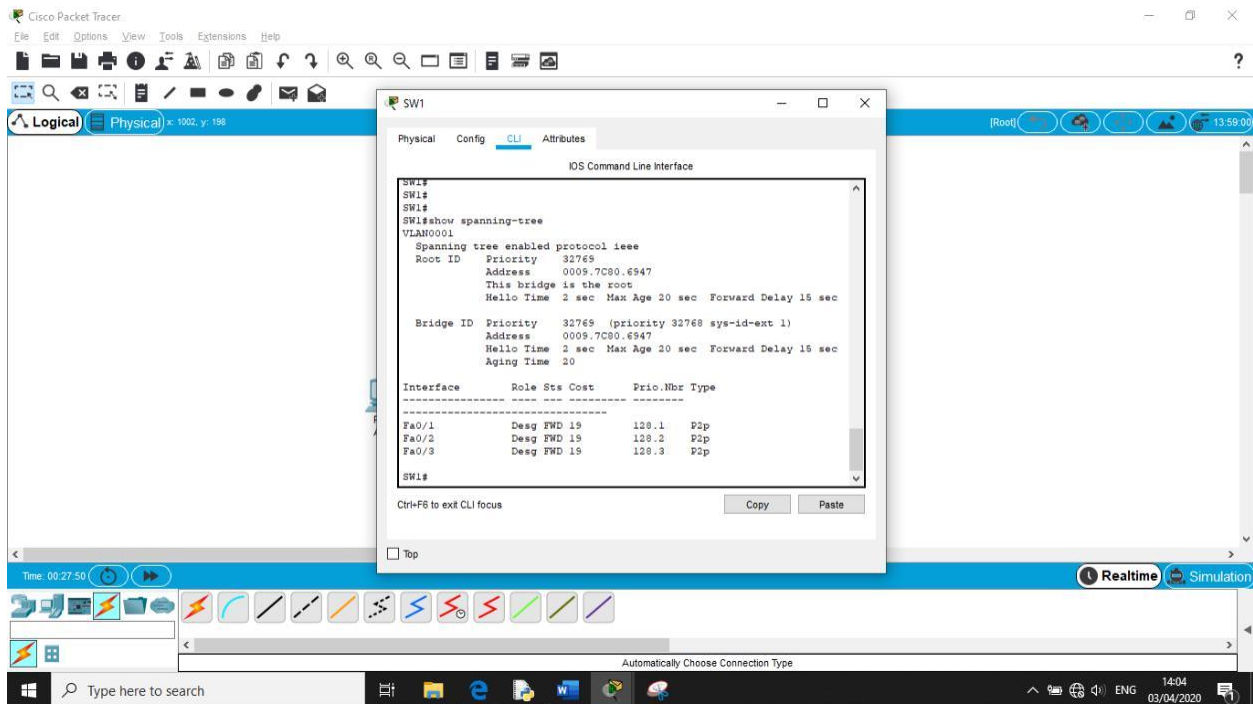 Cisco Packet Tracer
File Edit Options View Tools Extensions Help
?
Logical Physical x: 1002, y: 198
[Root] 13:59:00
SW1
Physical Config CLI Attributes
IOS Command Line Interface
SW1#
SW1#
SW1#
SW1#show spanning-tree
VLAN0001
Spanning tree enabled protocol ieee
Root ID Priority 32769
Address 0009.7C80.6947
This bridge is the root
Hello Time 2 sec Max Age 20 sec Forward Delay 15 sec
Bridge ID Priority 32769 (priority 32768 sys-id-ext 1)
Address 0009.7C80.6947
Hello Time 2 sec Max Age 20 sec Forward Delay 15 sec
Aging Time 20
Interface Role Sts Cost Prio.Nbr Type
---------------- ---- --- --------- --------
--------------------------------
Fa0/1 Desg FWD 19 128.1 P2p
Fa0/2 Desg FWD 19 128.2 P2p
Fa0/3 Desg FWD 19 128.3 P2p
SW1#
Ctrl+F6 to exit CLI focus Copy Paste
Top
Time: 00:27:50 Realtime Simulation
Automatically Choose Connection Type
Type here to search
ENG 14:04
03/04/2020